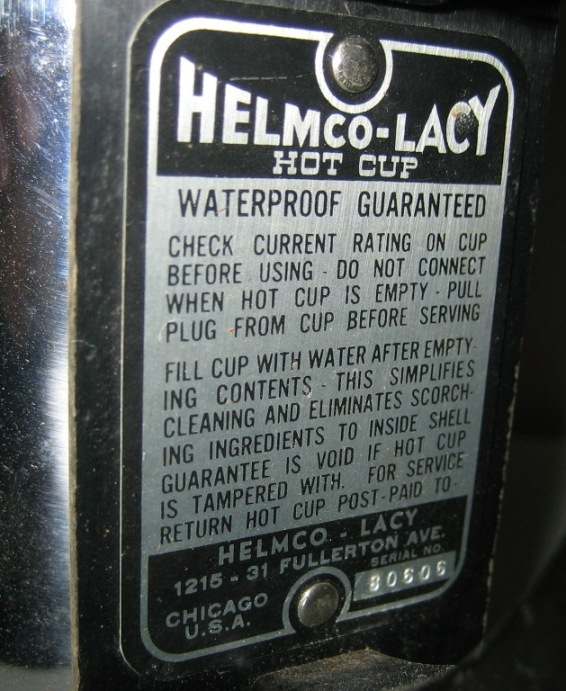 HELMCO-LACY
HOT CUP
WATERPROOF GUARANTEED
CHECK CURRENT RATING ON CUP
BEFORE USING - DO NOT CONNECT
WHEN HOT CUP IS EMPTY - PULL
PLUG FROM CUP BEFORE SERVING
FILL CUP WITH WATER AFTER EMPTY-
ING CONTENTS - THIS SIMPLIFIES
CLEANING AND ELIMINATES SCORCH-
ING INGREDIENTS TO INSIDE SHELL
GUARANTEE IS VOID IF HOT CUP
IS TAMPERED WITH. FOR SERVICE
RETURN HOT CUP POST-PAID TO-
HELMCO - LACY
1215 - 31 FULLERTON AVE.
SERIAL NO.
80606
CHICAGO
U.S.A.